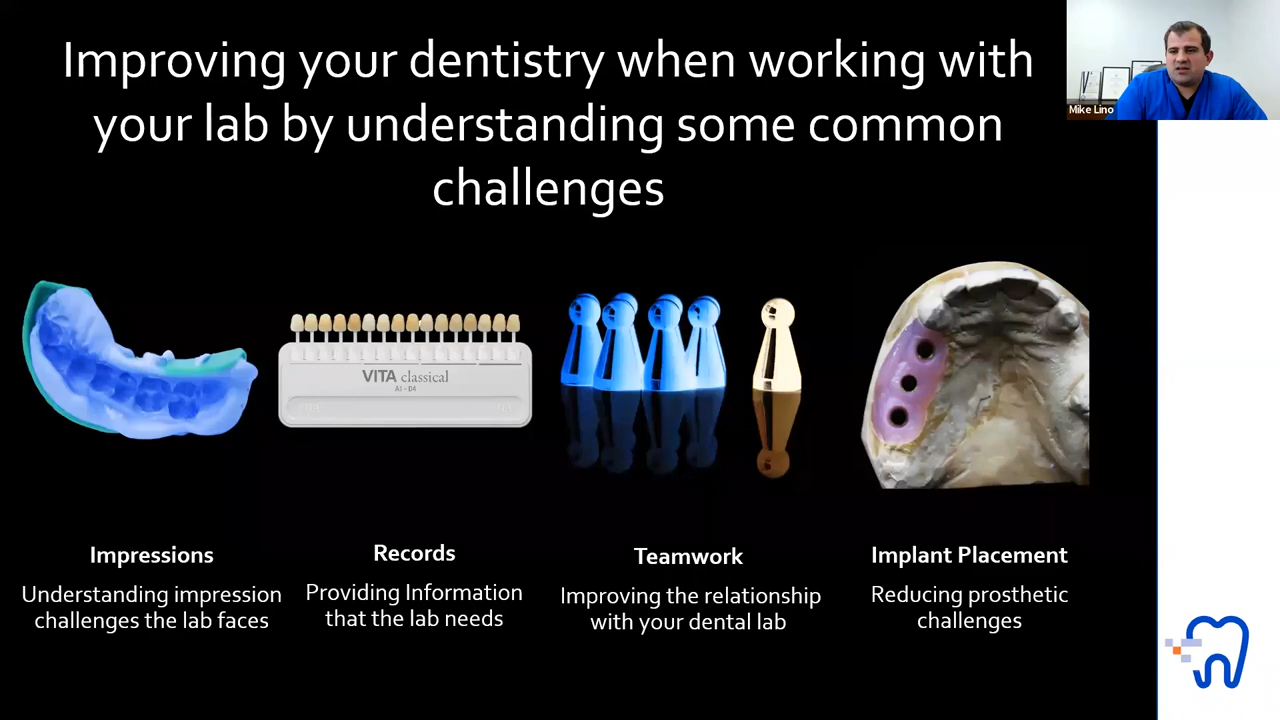 Improving your dentistry when working with
your lab by understanding some common
challenges
Mike Lino
VITA classical
A1 - D4
Impressions
Understanding impression
challenges the lab faces
Records
Providing Information
that the lab needs
Teamwork
Improving the relationship
with your dental lab
Implant Placement
Reducing prosthetic
challenges